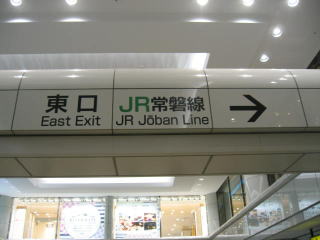 東口
East Exit
JR常磐線
JR Jōban Line
→